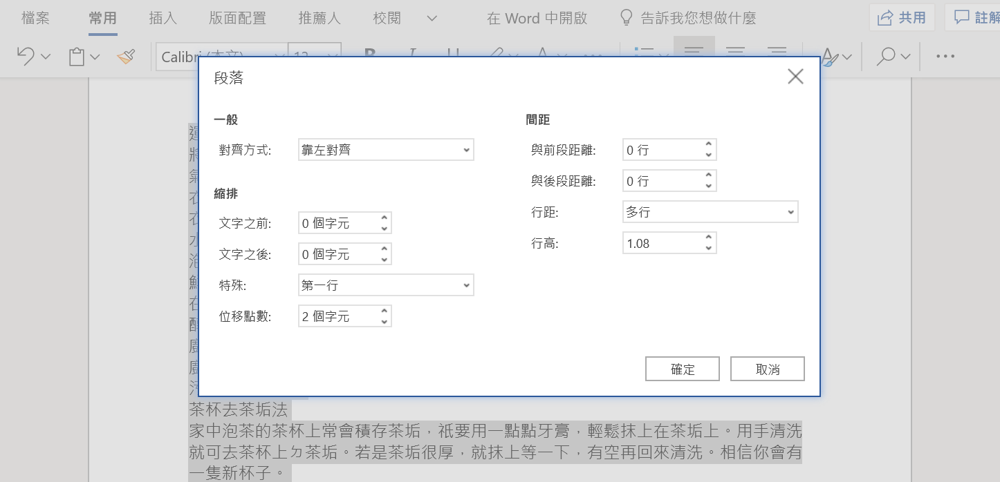 檔案 常用 插入 版面配置 推薦人 校閱 在 Word 中開啟 告訴我您想做什麼 共用 註解
Calibri (本文) 12 B I U A A
段落
一般
對齊方式: 靠左對齊
縮排
文字之前: 0 個字元
文字之後: 0 個字元
特殊: 第一行
位移點數: 2 個字元
間距
與前段距離: 0 行
與後段距離: 0 行
行距: 多行
行高: 1.08
確定 取消
將
氣
衣
衣
水
泡
在
茶杯去茶垢法
家中泡茶的茶杯上常會積存茶垢，祇要用一點點牙膏，輕鬆抹上在茶垢上。用手清洗
就可去茶杯上ㄉ茶垢。若是茶垢很厚，就抹上等一下，有空再回來清洗。相信你會有
一隻新杯子。